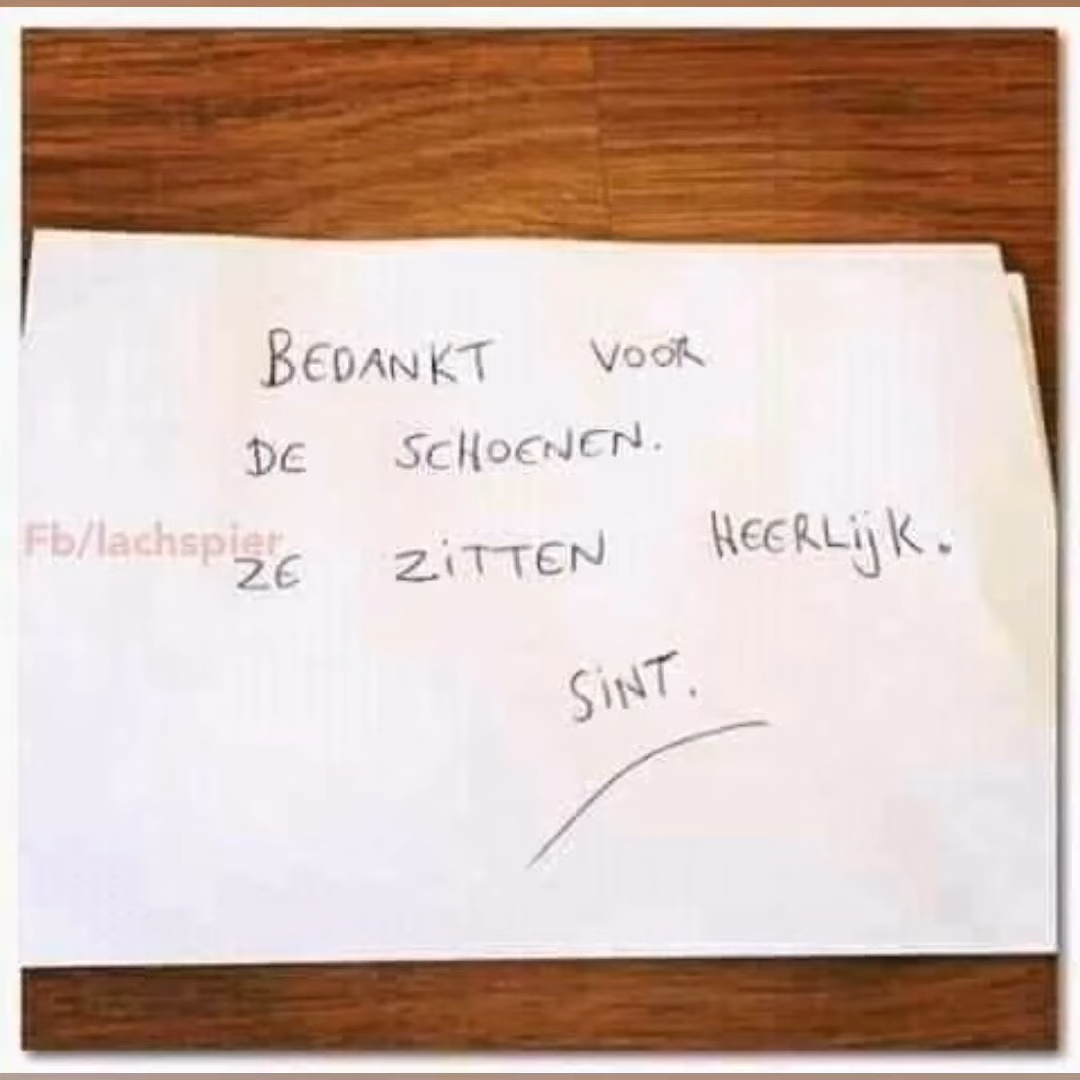 BEDANKT VOOR
DE SCHOENEN.
Fb/lachspier
ZE ZiTTEN HEERLijK.
SiNT.